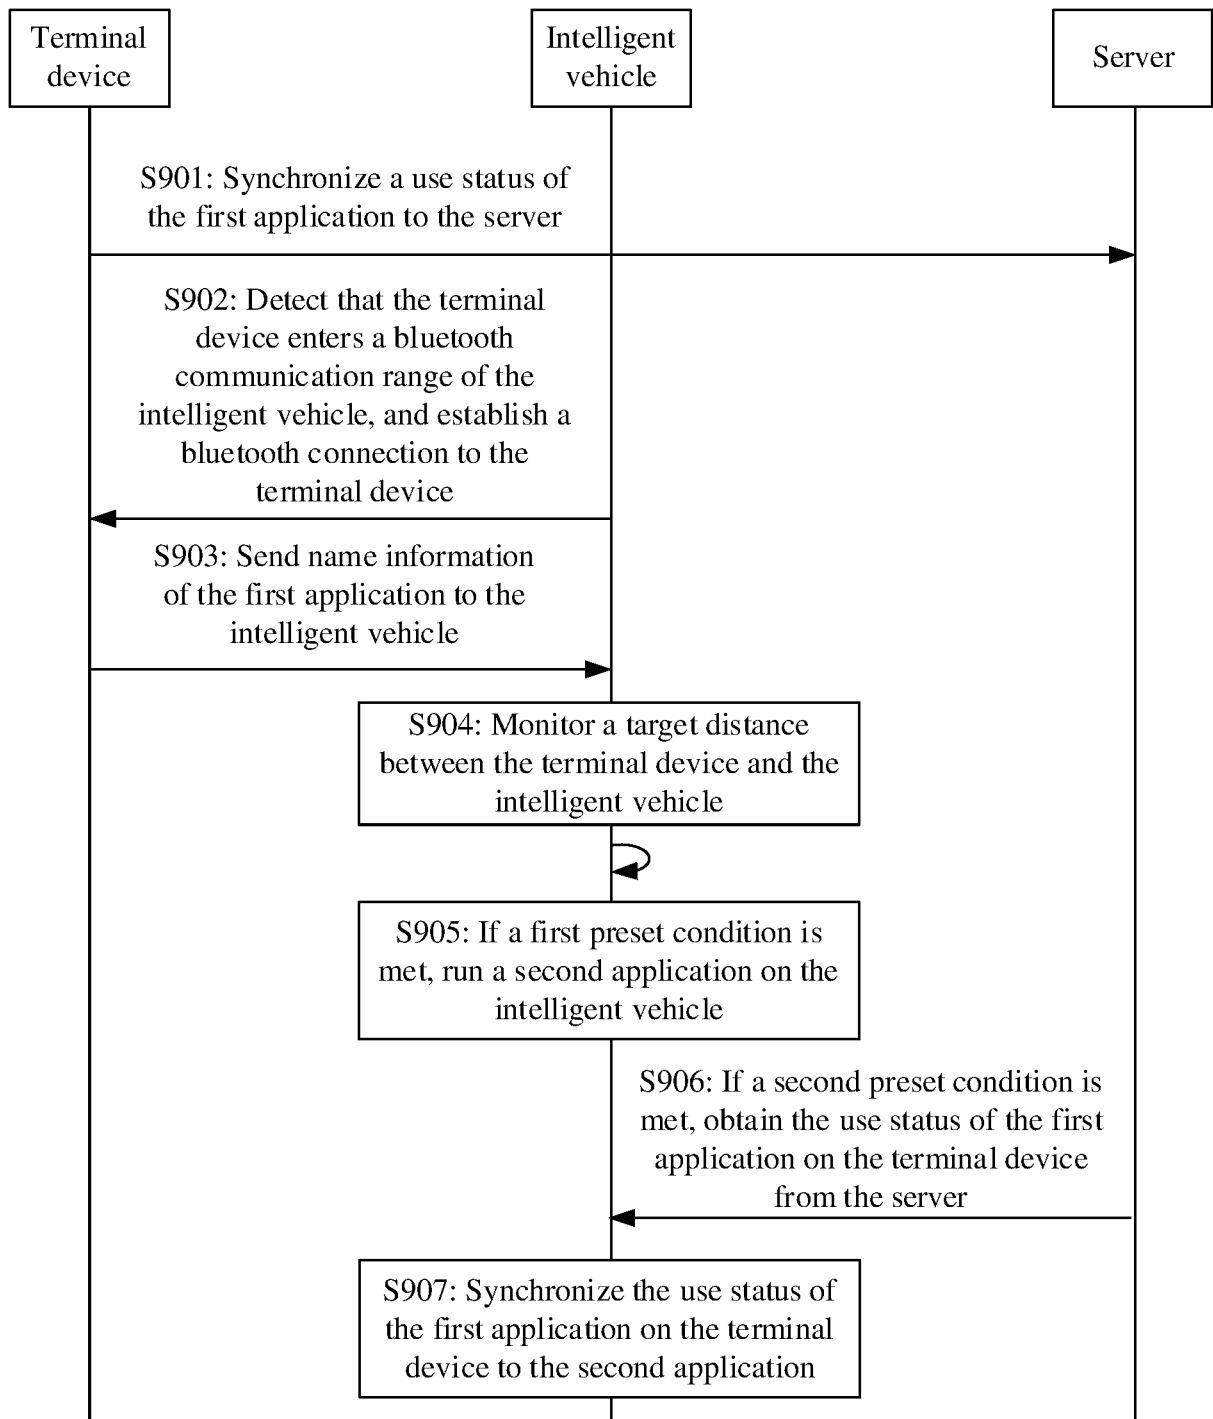 Terminal
device
Intelligent
vehicle
Server
S901: Synchronize a use status of
the first application to the server
S902: Detect that the terminal
device enters a bluetooth
communication range of the
intelligent vehicle, and establish a
bluetooth connection to the
terminal device
S903: Send name information
of the first application to the
intelligent vehicle
S904: Monitor a target distance
between the terminal device and the
intelligent vehicle
S905: If a first preset condition is
met, run a second application on the
intelligent vehicle
S906: If a second preset condition is
met, obtain the use status of the first
application on the terminal device
from the server
S907: Synchronize the use status of
the first application on the terminal
device to the second application